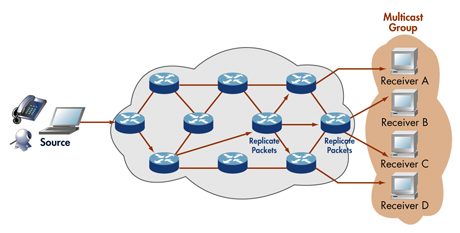 Multicast
Group
Receiver A
Receiver B
Source
Replicate
Packets
Replicate
Packets
Receiver C
Receiver D